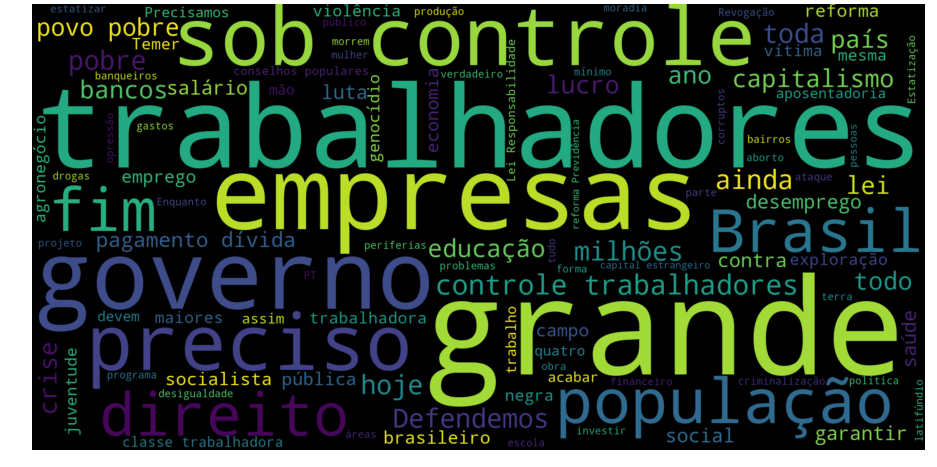 estatizar Precisamos violência produção moradia Revogação reforma
povo pobre sob controle público toda país
Temer morrem mulher vítima mesma
pobre banqueiros conselhos populares verdadeiro mínimo lucro ano capitalismo Estatização
bancos salário mão luta genocídio economia Lei Responsabilidade aposentadoria
trabalhadores
gastos opressão corruptos bairros pessoas
agronegócio drogas emprego reforma Previdência aborto
fim Enquanto empresas parte ainda ataque lei
desemprego
projeto pagamento dívida periferias educação tudo milhões Brasil
governo PT problemas forma capital estrangeiro contra exploração
controle trabalhadores todo
devem maiores assim trabalhadora grande terra
preciso trabalho campo saúde
crise juventude programa socialista pública hoje quatro obra acabar financeiro criminalização política
desigualdade negra
direito Defendemos população latifúndio
classe trabalhadora áreas brasileiro escola investir social garantir